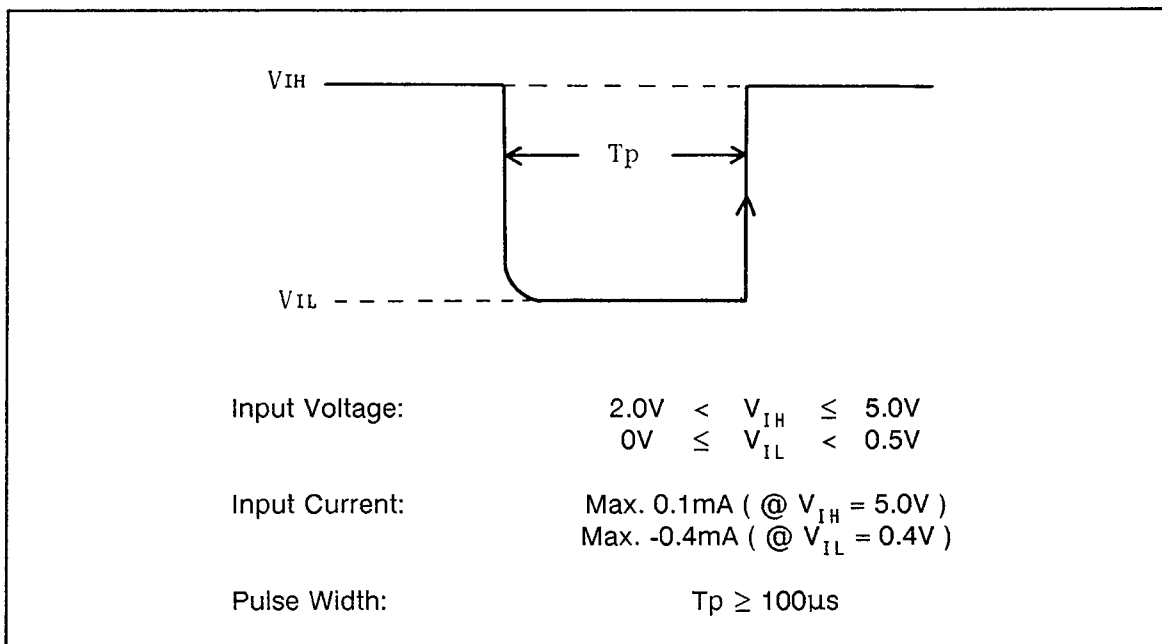 VIH
Tp
VIL
Input Voltage: 2.0V < VIH ≤ 5.0V
0V ≤ VIL < 0.5V
Input Current: Max. 0.1mA ( @ VIH = 5.0V )
Max. -0.4mA ( @ VIL = 0.4V )
Pulse Width: Tp ≥ 100µs